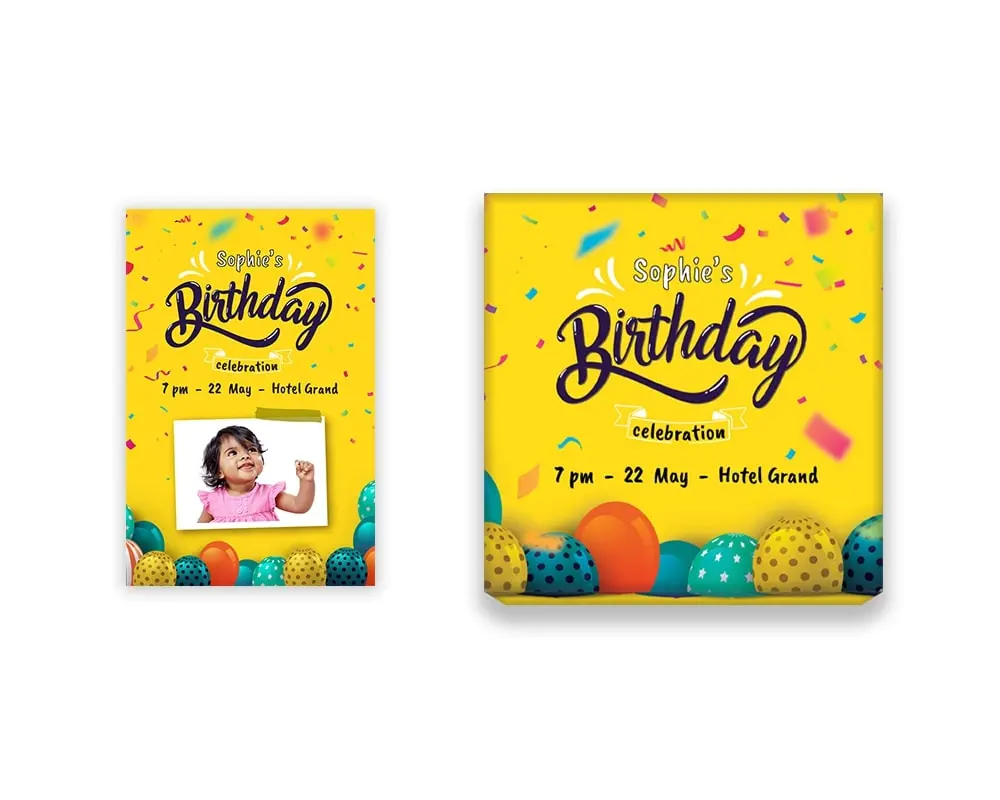 Sophie's
Birthday
celebration
7 pm - 22 May - Hotel Grand
Sophie's
Birthday
celebration
7 pm - 22 May - Hotel Grand